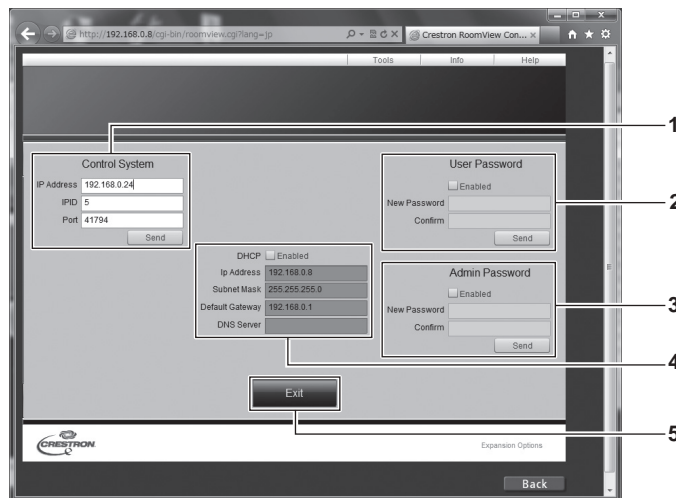 http://192.168.0.8/cgi-bin/roomview.cgi?lang=jp
Crestron RoomView Con... ×
Tools Info Help
1
Control System
IP Address 192.168.0.24
IPID 5
Port 41794
Send
User Password
Enabled
New Password
Confirm
Send
2
DHCP Enabled
Ip Address 192.168.0.8
Subnet Mask 255.255.255.0
Default Gateway 192.168.0.1
DNS Server
Admin Password
Enabled
New Password
Confirm
Send
3
4
Exit
5
CRESTRON
Expansion Options
Back